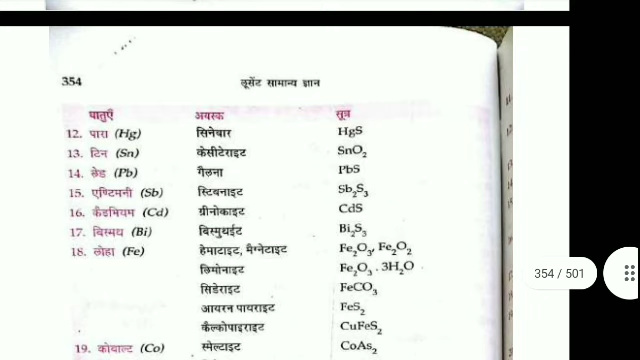 354 लूसेंट सामान्य ज्ञान
धातुएँ अयस्क सूत्र
12. पारा (Hg) सिनेबार HgS
13. टिन (Sn) केसीटेराइट SnO₂
14. लेड (Pb) गैलना PbS
15. एण्टिमनी (Sb) स्टिबनाइट Sb₂S₃
16. कैडमियम (Cd) ग्रीनोकाइट CdS
17. बिस्मथ (Bi) बिस्मुथाईट Bi₂S₃
18. लोहा (Fe) हेमाटाइट, मैग्नेटाइट Fe₂O₃, Fe₂O₂
लिमोनाइट Fe₂O₃ . 3H₂O
सिडेराइट FeCO₃
आयरन पायराइट FeS₂
कैल्कोपाइराइट CuFeS₂
19. कोबाल्ट (Co) स्मेल्टाइट CoAs₂
354 / 501